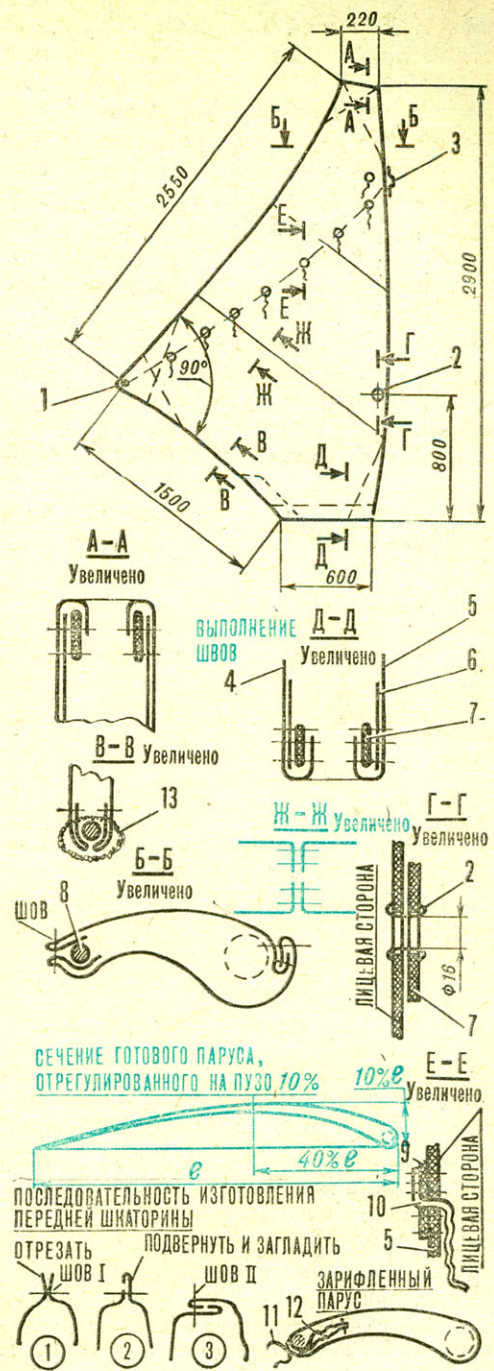 220
А
А
Б
Б
3
2550
Е
Е
2900
Ж
Ж
90°
1
Г
2
Г
В
В
Д
Д
800
1500
600
А-А
Увеличено
ВЫПОЛНЕНИЕ
ШВОВ
Д-Д
Увеличено
4
5
6
7
В-В Увеличено
13
Ж-Ж Увеличено
Г-Г
Увеличено
ЛИЦЕВАЯ СТОРОНА
2
Ф16
7
Б-Б
Увеличено
ШОВ
8
СЕЧЕНИЕ ГОТОВОГО ПАРУСА,
ОТРЕГУЛИРОВАННОГО НА ПУЗО 10%
10%ℓ
40%ℓ
ℓ
Е-Е
Увеличено
9
10
5
ЛИЦЕВАЯ СТОРОНА
ПОСЛЕДОВАТЕЛЬНОСТЬ ИЗГОТОВЛЕНИЯ
ПЕРЕДНЕЙ ШКАТОРИНЫ
ОТРЕЗАТЬ
ШОВ I
1
ПОДВЕРНУТЬ И ЗАГЛАДИТЬ
2
ШОВ II
3
ЗАРИФЛЕННЫЙ
ПАРУС
11
12